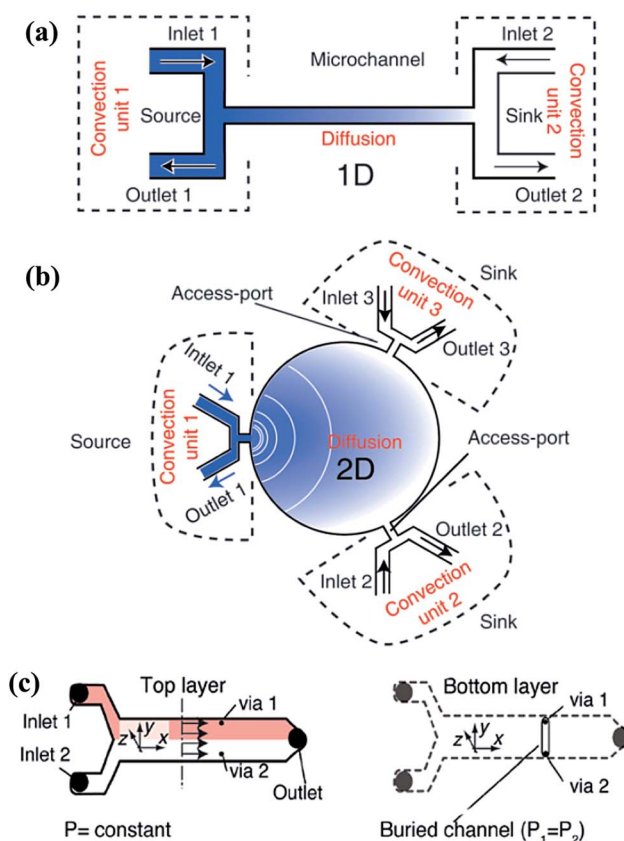 (a)
Inlet 1
Inlet 2
Microchannel
Convection
unit 1
Source
Sink
Convection
unit 2
Diffusion
1D
Outlet 1
Outlet 2
(b)
Sink
Convection
unit 3
Inlet 3
Access-port
Outlet 3
Intlet 1
Convection
unit 1
Source
Diffusion
2D
Access-port
Outlet 1
Outlet 2
Inlet 2
Convection
unit 2
Sink
(c)
Top layer
Inlet 1
via 1
y
z
x
Inlet 2
via 2
Outlet
P= constant
Bottom layer
via 1
y
z
x
via 2
Buried channel (P₁=P₂)